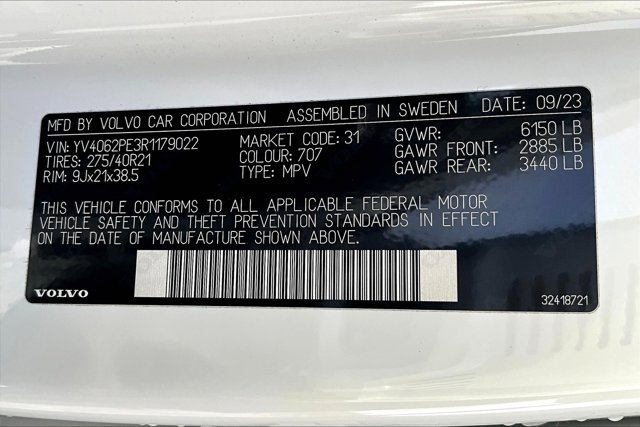 MFD BY VOLVO CAR CORPORATION ASSEMBLED IN SWEDEN DATE: 09/23
VIN: YV4062PE3R1179022 MARKET CODE: 31 GVWR: 6150 LB
TIRES: 275/40R21 COLOUR: 707 GAWR FRONT: 2885 LB
RIM: 9Jx21x38.5 TYPE: MPV GAWR REAR: 3440 LB
THIS VEHICLE CONFORMS TO ALL APPLICABLE FEDERAL MOTOR
VEHICLE SAFETY AND THEFT PREVENTION STANDARDS IN EFFECT
ON THE DATE OF MANUFACTURE SHOWN ABOVE.
VOLVO 32418721